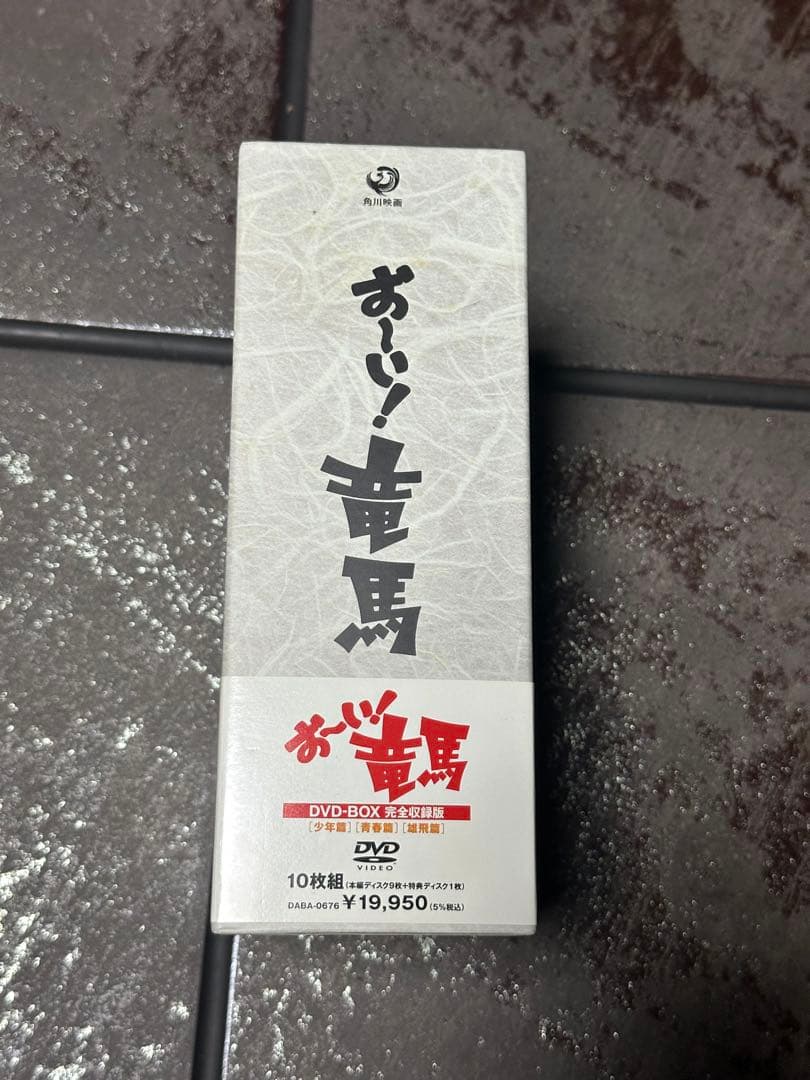 角川映画
お〜い!竜馬
お〜い!竜馬
DVD-BOX 完全収録版
[少年篇][青春篇][雄飛篇]
DVD
VIDEO
10枚組(本編ディスク9枚+特典ディスク1枚)
DABA-0676 ¥19,950(5%税込)